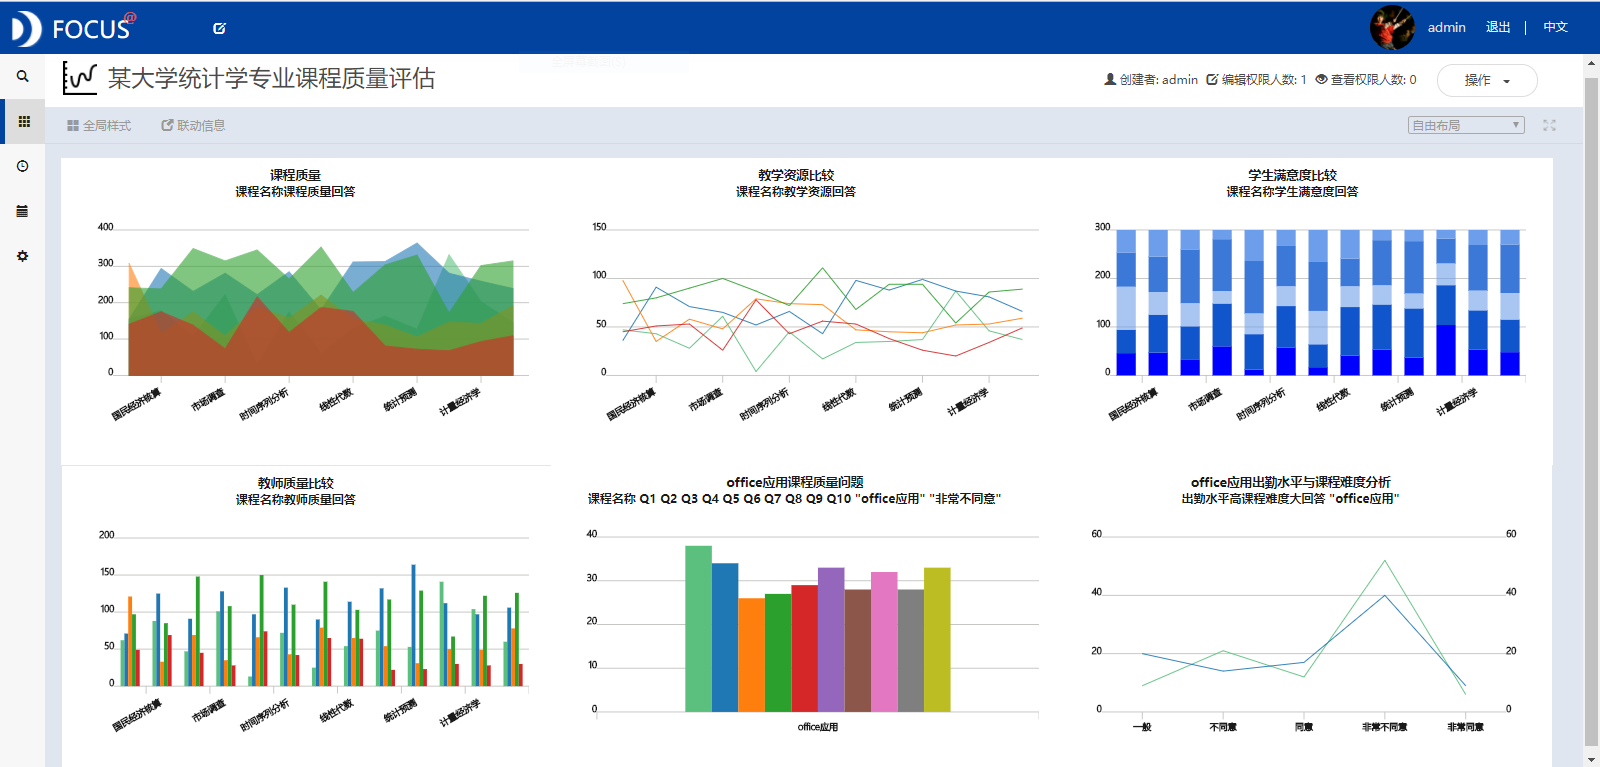 FOCUS@
admin 退出 | 中文
某大学统计学专业课程质量评估
创建者: admin 编辑权限人数: 1 查看权限人数: 0 操作
全局样式 联动信息 自由布局
课程质量
课程名称课程质量回答
400
300
200
100
0
国民经济核算 市场调查 时间序列分析 线性代数 统计预测 计量经济学
教学资源比较
课程名称教学资源回答
150
100
50
0
国民经济核算 市场调查 时间序列分析 线性代数 统计预测 计量经济学
学生满意度比较
课程名称学生满意度回答
300
200
100
0
国民经济核算 市场调查 时间序列分析 线性代数 统计预测 计量经济学
教师质量比较
课程名称教师质量回答
200
150
100
50
0
国民经济核算 市场调查 时间序列分析 线性代数 统计预测 计量经济学
office应用课程质量问题
课程名称 Q1 Q2 Q3 Q4 Q5 Q6 Q7 Q8 Q9 Q10 "office应用" "非常不同意"
40
30
20
10
0
office应用
office应用出勤水平与课程难度分析
出勤水平高课程难度大回答 "office应用"
60 60
40 40
20 20
0 0
一般 不同意 同意 非常不同意 非常同意